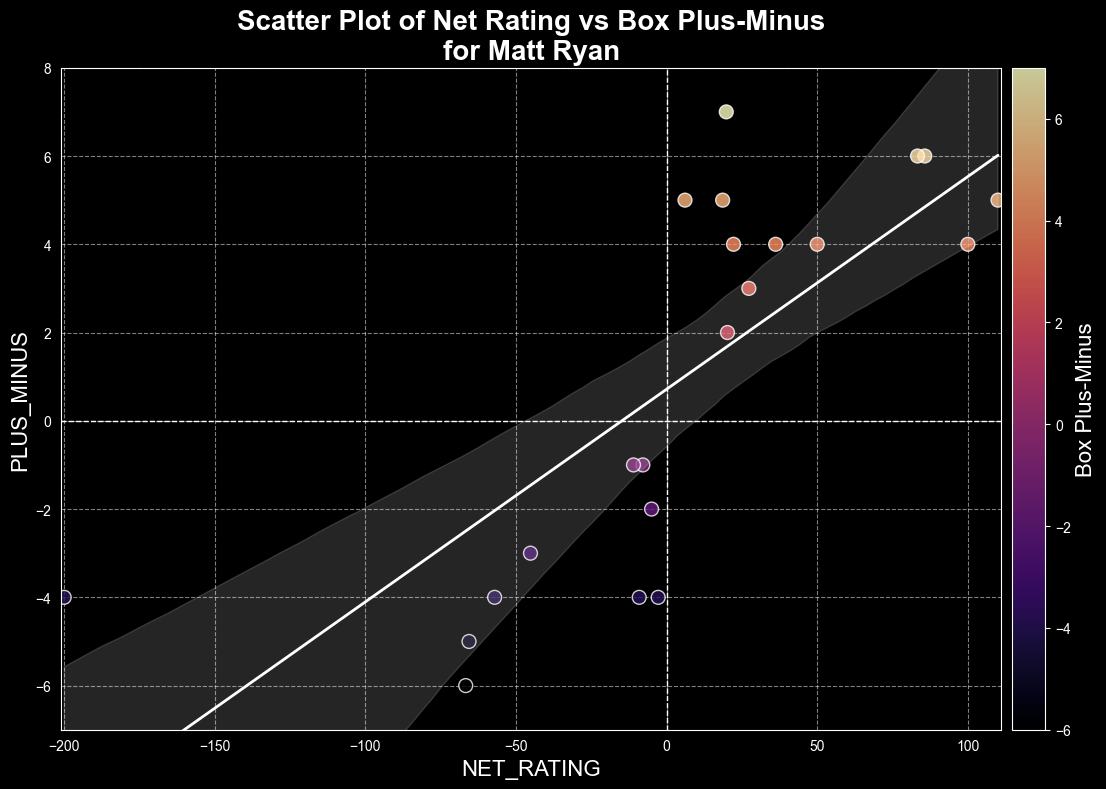 Scatter Plot of Net Rating vs Box Plus-Minus
for Matt Ryan
8
6
4
2
0
−2
−4
−6
PLUS_MINUS
−200 −150 −100 −50 0 50 100
NET_RATING
6
4
2
0
−2
−4
−6
Box Plus-Minus